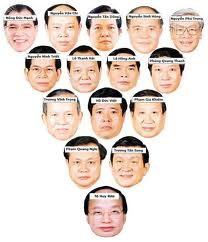 Nông Đức Mạnh
Nguyễn Văn Chi
Nguyễn Tấn Dũng
Nguyễn Sinh Hùng
Nguyễn Phú Trọng
Nguyễn Minh Triết
Lê Thanh Hải
Lê Hồng Anh
Phùng Quang Thanh
Trương Vĩnh Trọng
Hồ Đức Việt
Phạm Gia Khiêm
Phạm Quang Nghị
Trương Tấn Sang
Tô Huy Rứa